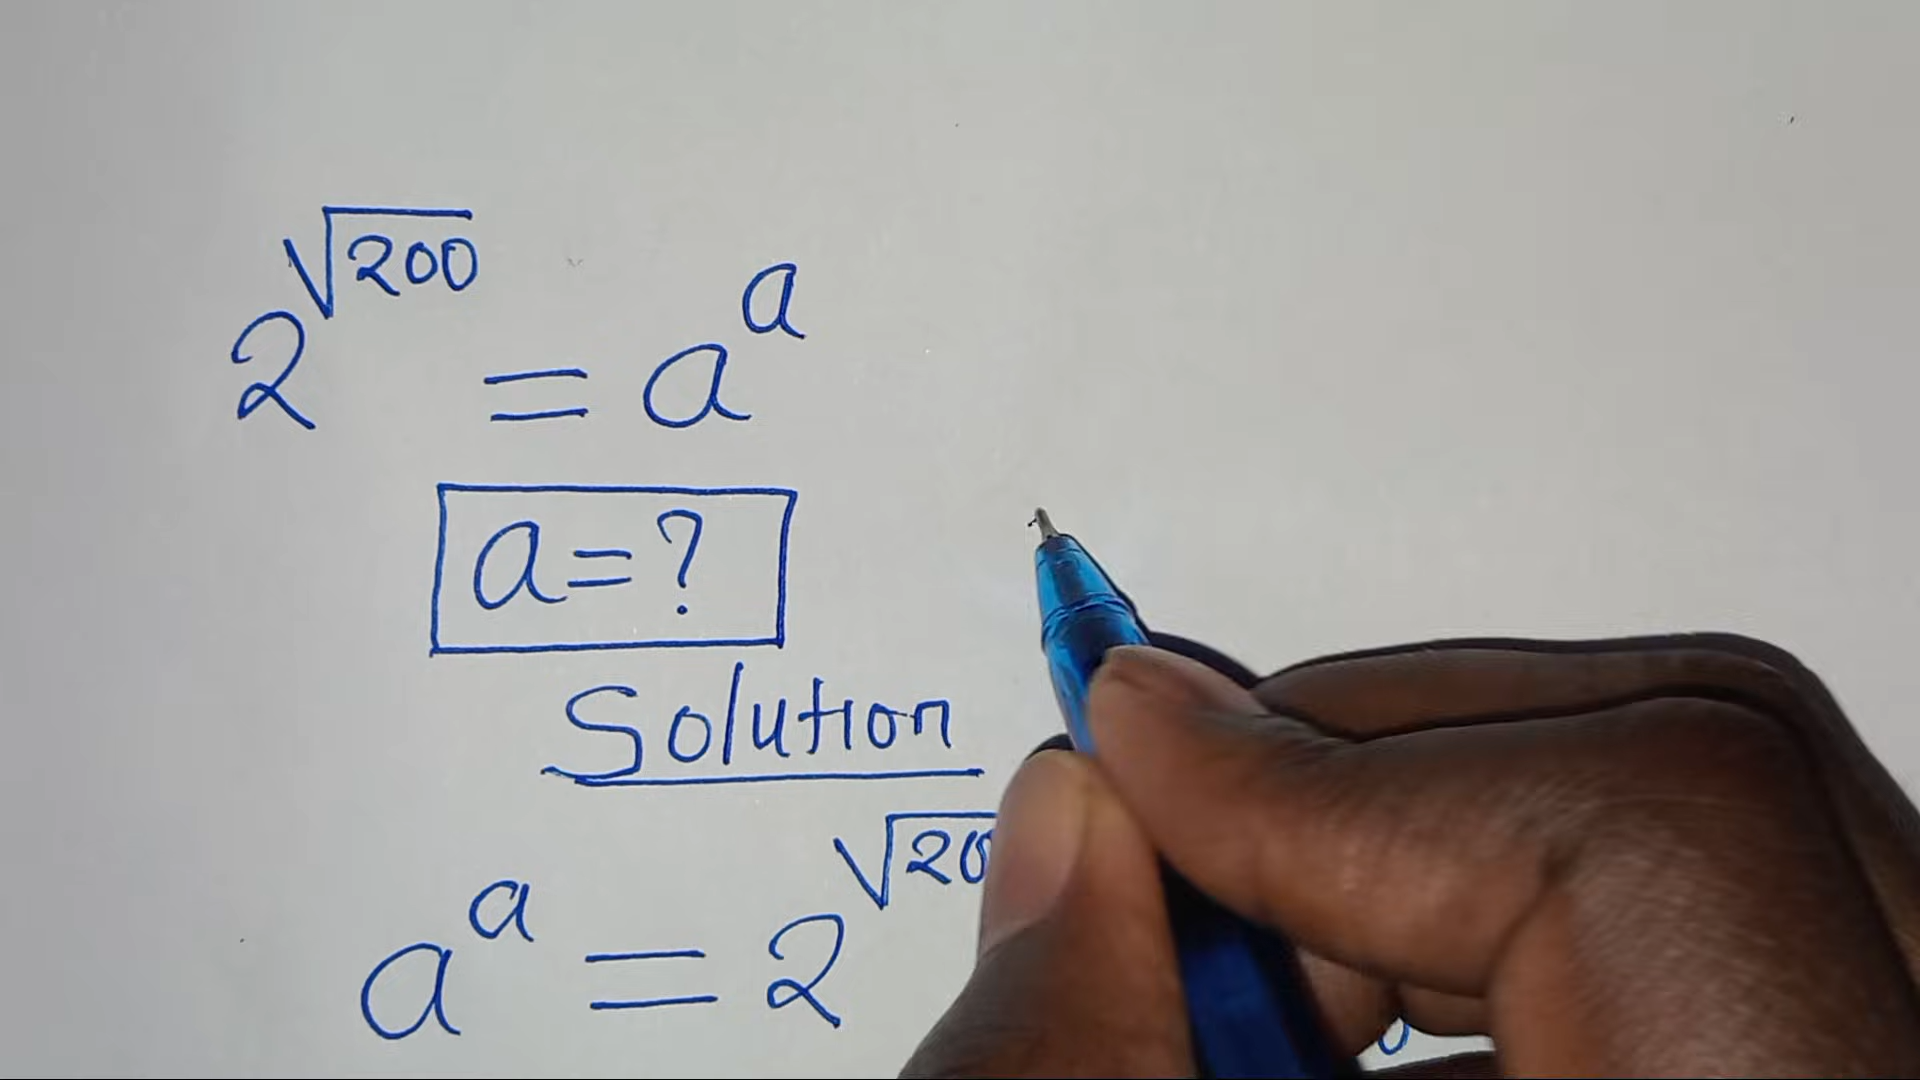 2^√200 = a^a
a = ?
Solution
a^a = 2^√20